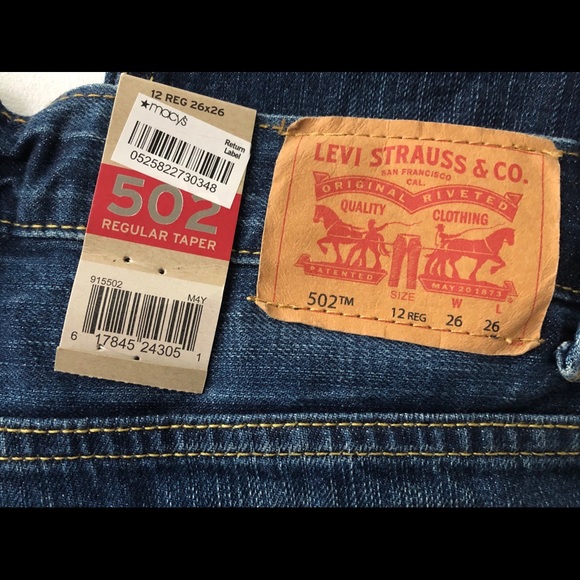 12 REG 26x26
★macy's
Return
Label
0525822730348
502
REGULAR TAPER
915502
M4Y
6 17845 24305 1
LEVI STRAUSS & CO.
SAN FRANCISCO
CAL.
ORIGINAL RIVETED
QUALITY CLOTHING
PATENTED MAY 20 1873
SIZE W L
502™ 12 REG 26 26